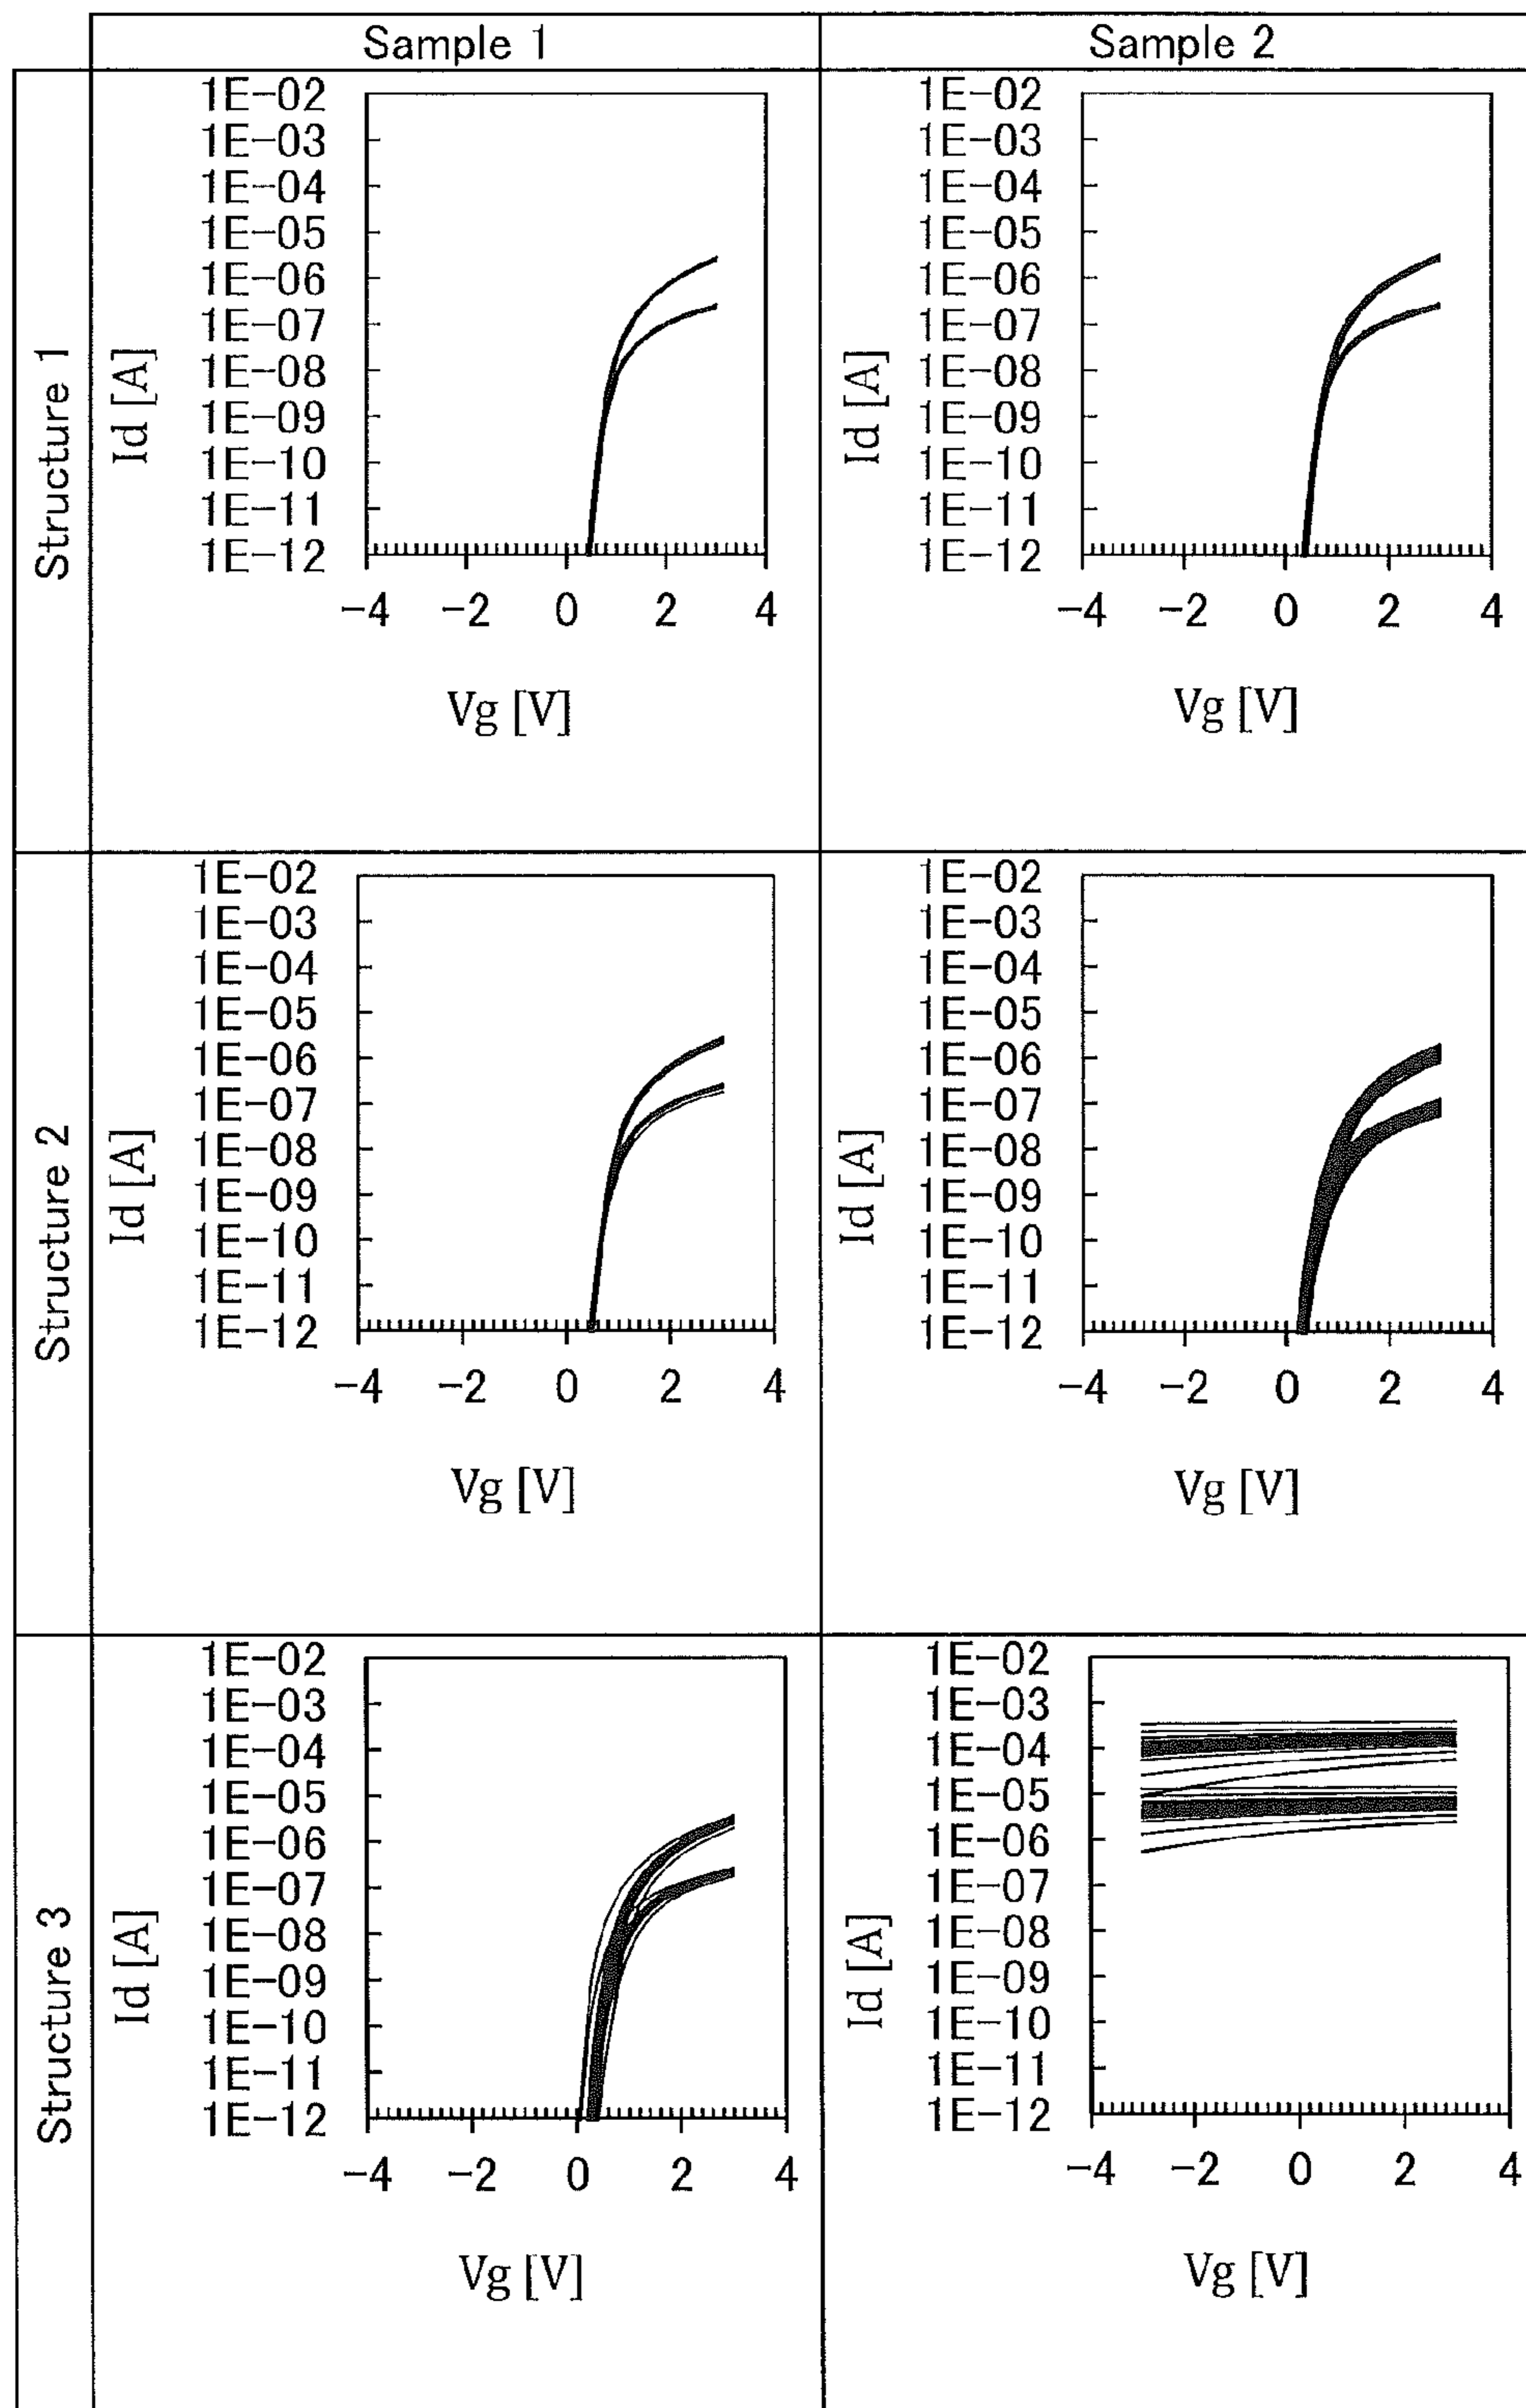 Sample 1
Sample 2
Structure 1
Id [A]
1E-02
1E-03
1E-04
1E-05
1E-06
1E-07
1E-08
1E-09
1E-10
1E-11
1E-12
-4 -2 0 2 4
Vg [V]
Id [A]
1E-02
1E-03
1E-04
1E-05
1E-06
1E-07
1E-08
1E-09
1E-10
1E-11
1E-12
-4 -2 0 2 4
Vg [V]
Structure 2
Id [A]
1E-02
1E-03
1E-04
1E-05
1E-06
1E-07
1E-08
1E-09
1E-10
1E-11
1E-12
-4 -2 0 2 4
Vg [V]
Id [A]
1E-02
1E-03
1E-04
1E-05
1E-06
1E-07
1E-08
1E-09
1E-10
1E-11
1E-12
-4 -2 0 2 4
Vg [V]
Structure 3
Id [A]
1E-02
1E-03
1E-04
1E-05
1E-06
1E-07
1E-08
1E-09
1E-10
1E-11
1E-12
-4 -2 0 2 4
Vg [V]
Id [A]
1E-02
1E-03
1E-04
1E-05
1E-06
1E-07
1E-08
1E-09
1E-10
1E-11
1E-12
-4 -2 0 2 4
Vg [V]